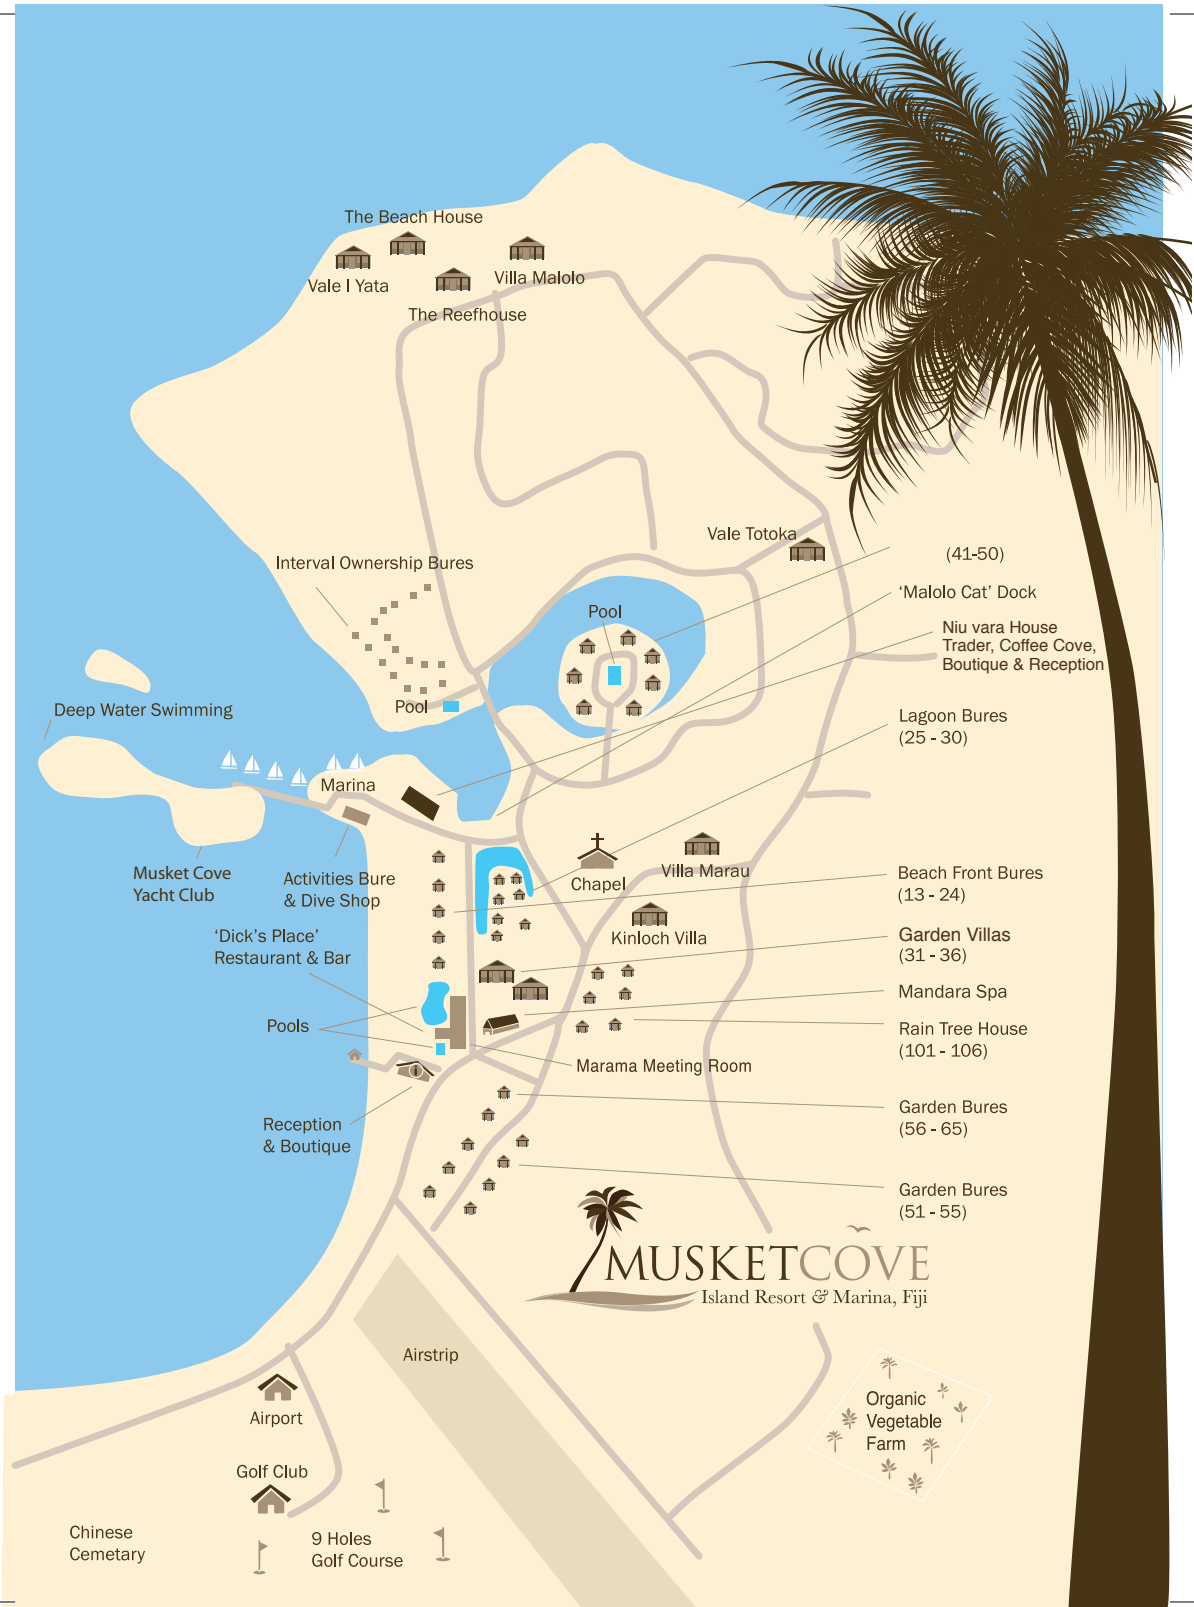 The Beach House
Vale I Yata
Villa Malolo
The Reefhouse
Vale Totoka
(41-50)
Interval Ownership Bures
'Malolo Cat' Dock
Pool
Niu vara House
Trader, Coffee Cove,
Boutique & Reception
Pool
Deep Water Swimming
Lagoon Bures
(25 - 30)
Marina
Musket Cove
Yacht Club
Activities Bure
& Dive Shop
Chapel
Villa Marau
Beach Front Bures
(13 - 24)
'Dick's Place'
Restaurant & Bar
Kinloch Villa
Garden Villas
(31 - 36)
Mandara Spa
Pools
Rain Tree House
(101 - 106)
Marama Meeting Room
Reception
& Boutique
Garden Bures
(56 - 65)
Garden Bures
(51 - 55)
MUSKETCOVE
Island Resort & Marina, Fiji
Airstrip
Airport
Organic
Vegetable
Farm
Golf Club
Chinese
Cemetary
9 Holes
Golf Course